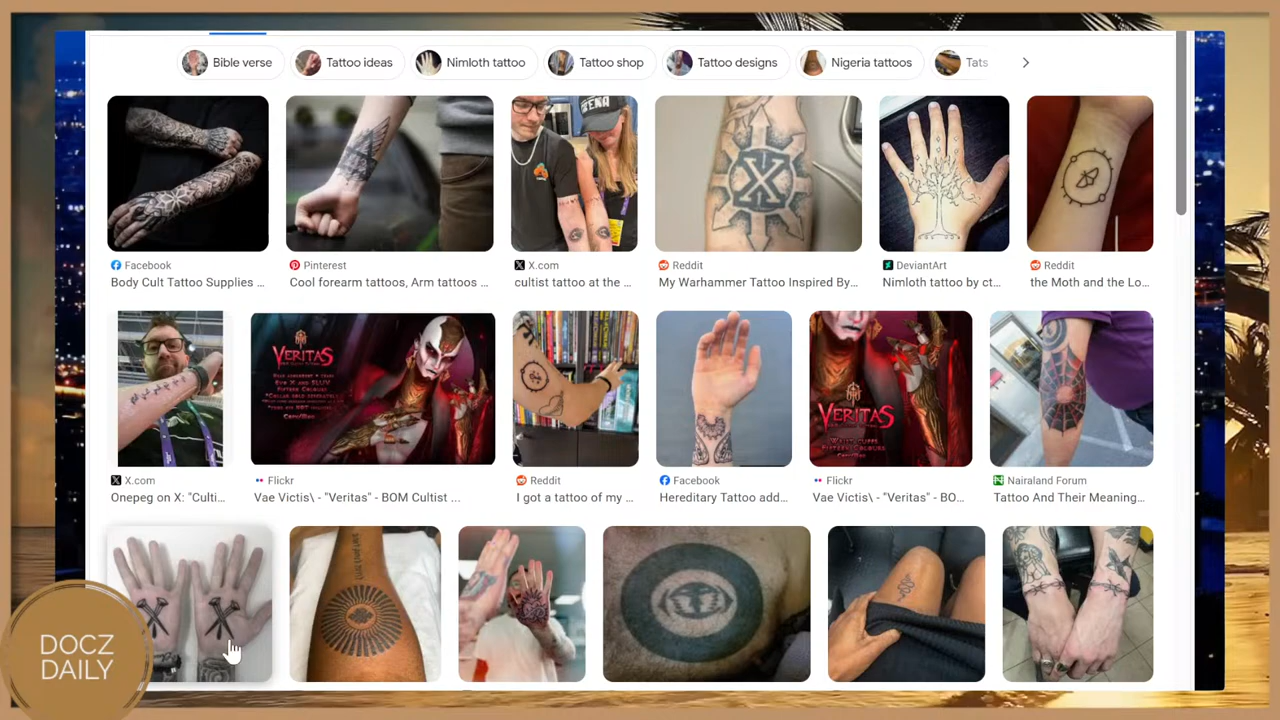 Bible verse
Tattoo ideas
Nimloth tattoo
Tattoo shop
Tattoo designs
Nigeria tattoos
Tats
Facebook
Body Cult Tattoo Supplies ...
Pinterest
Cool forearm tattoos, Arm tattoos ...
X.com
cultist tattoo at the ...
Reddit
My Warhammer Tattoo Inspired By...
DeviantArt
Nimloth tattoo by ct...
Reddit
the Moth and the Lo...
VERITAS
VERITAS
X.com
Onepeg on X: "Culti...
Flickr
Vae Victis\ - "Veritas" - BOM Cultist ...
Reddit
I got a tattoo of my ...
Facebook
Hereditary Tattoo add...
Flickr
Vae Victis\ - "Veritas" - BO...
Nairaland Forum
Tattoo And Their Meaning...
DOCZ
DAILY